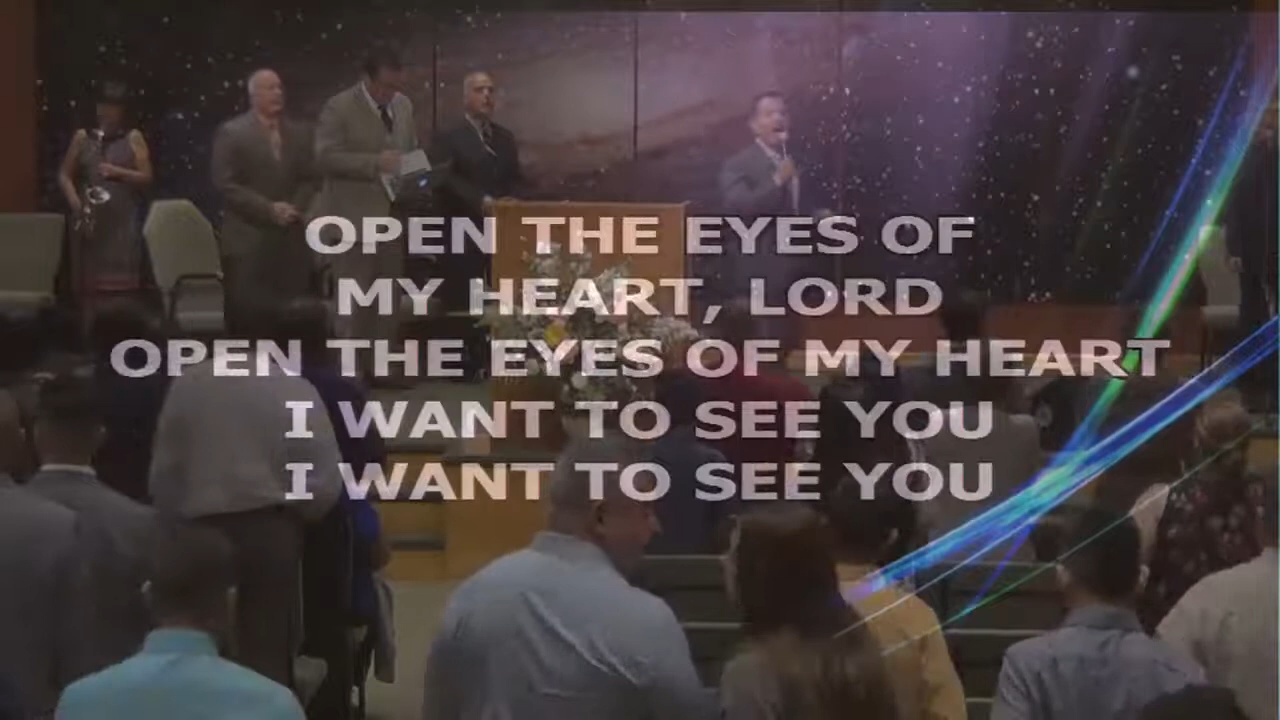 OPEN THE EYES OF
MY HEART, LORD
OPEN THE EYES OF MY HEART
I WANT TO SEE YOU
I WANT TO SEE YOU